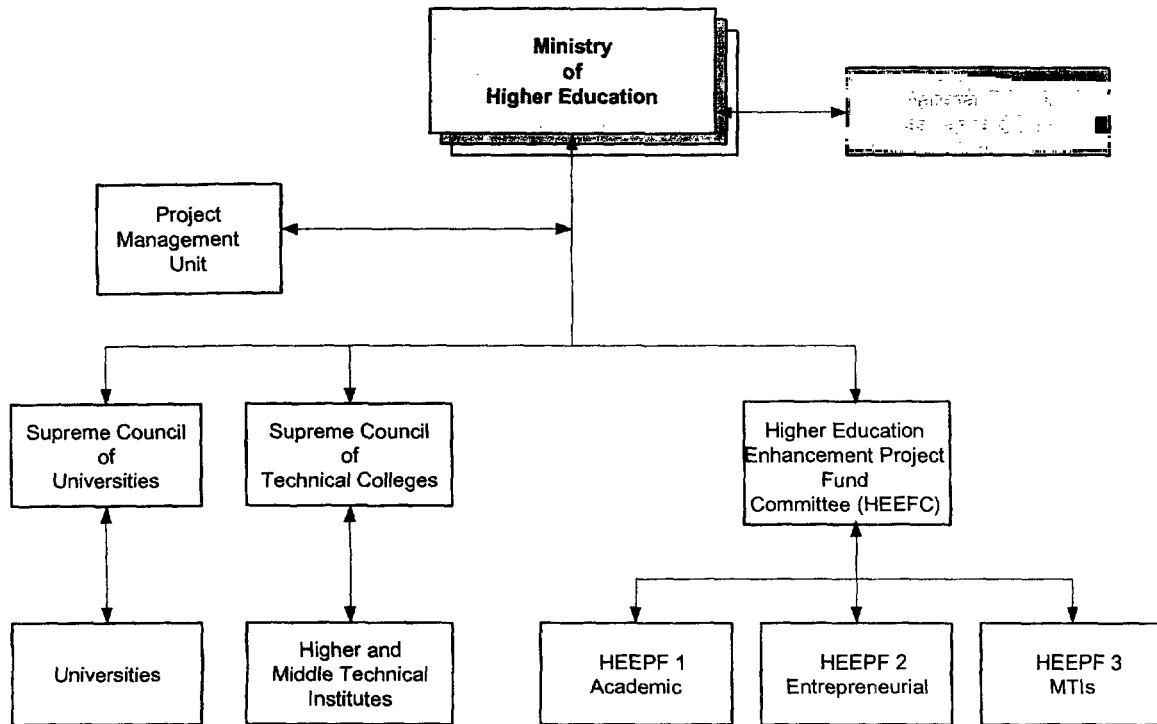 Ministry
of
Higher Education
Project
Management
Unit
Supreme Council
of
Universities
Supreme Council
of
Technical Colleges
Higher Education
Enhancement Project
Fund
Committee (HEEFC)
Universities
Higher and
Middle Technical
Institutes
HEEPF 1
Academic
HEEPF 2
Entrepreneurial
HEEPF 3
MTIs